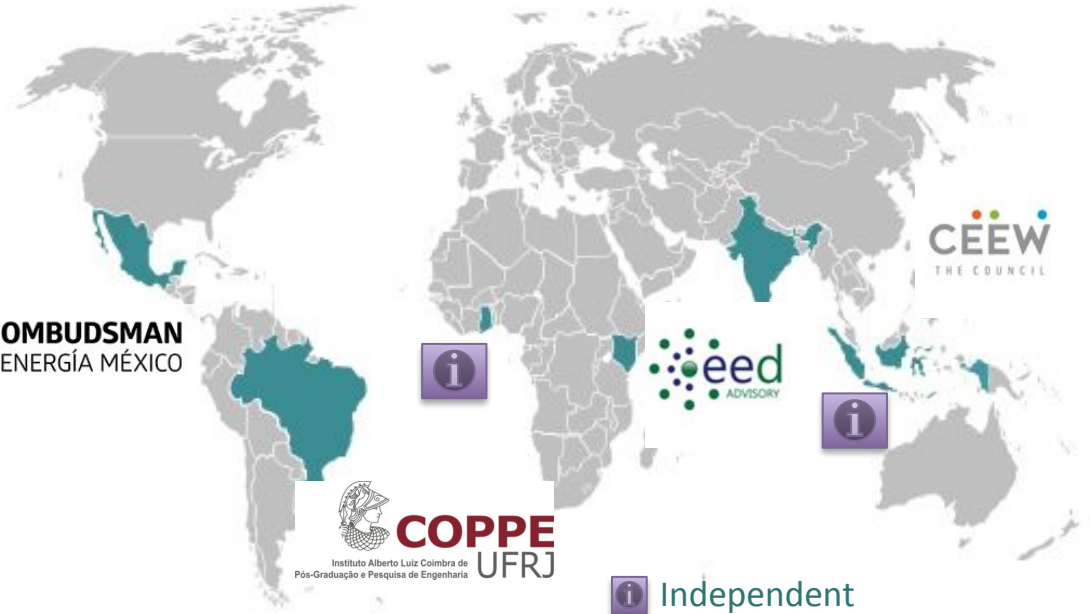 CEEW
THE COUNCIL
OMBUDSMAN
ENERGÍA MÉXICO
i
eed
ADVISORY
i
COPPE
Instituto Alberto Luiz Coimbra de
Pós-Graduação e Pesquisa de Engenharia
UFRJ
i Independent